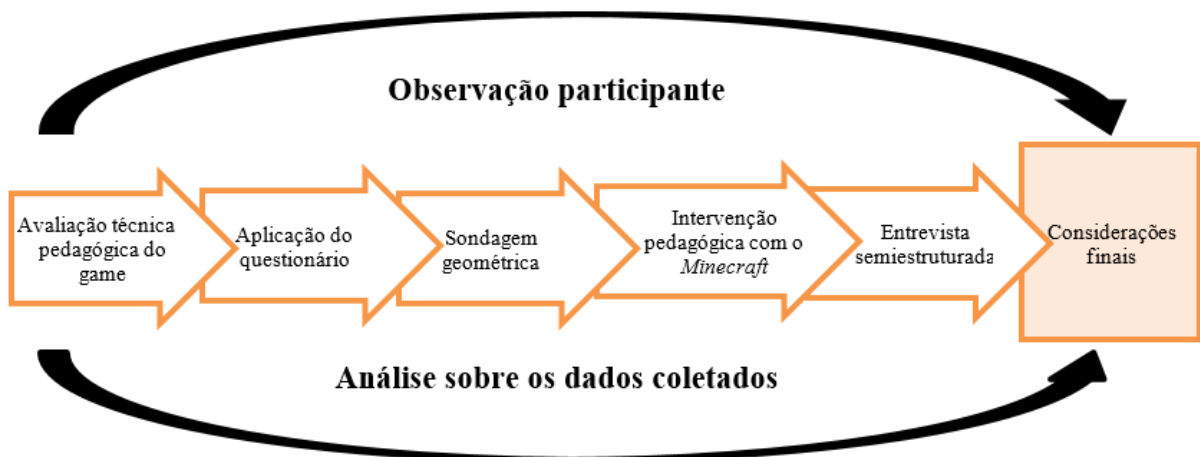 Observação participante
Avaliação técnica
pedagógica do
game
Aplicação do
questionário
Sondagem
geométrica
Intervenção
pedagógica com o
Minecraft
Entrevista
semiestruturada
Considerações
finais
Análise sobre os dados coletados